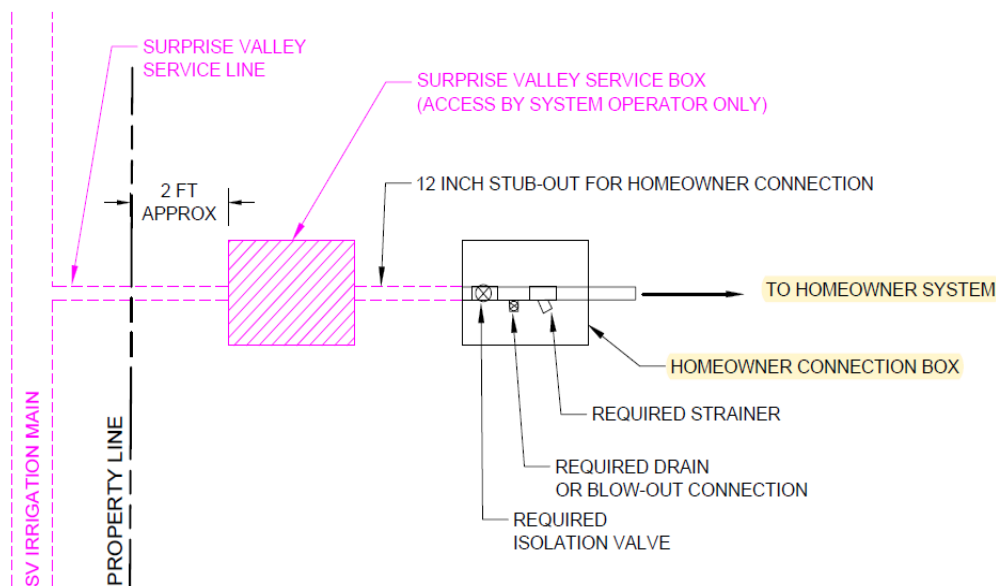 SURPRISE VALLEY
SERVICE LINE
SURPRISE VALLEY SERVICE BOX
(ACCESS BY SYSTEM OPERATOR ONLY)
2 FT
APPROX
12 INCH STUB-OUT FOR HOMEOWNER CONNECTION
TO HOMEOWNER SYSTEM
HOMEOWNER CONNECTION BOX
REQUIRED STRAINER
REQUIRED DRAIN
OR BLOW-OUT CONNECTION
REQUIRED
ISOLATION VALVE
SV IRRIGATION MAIN
PROPERTY LINE